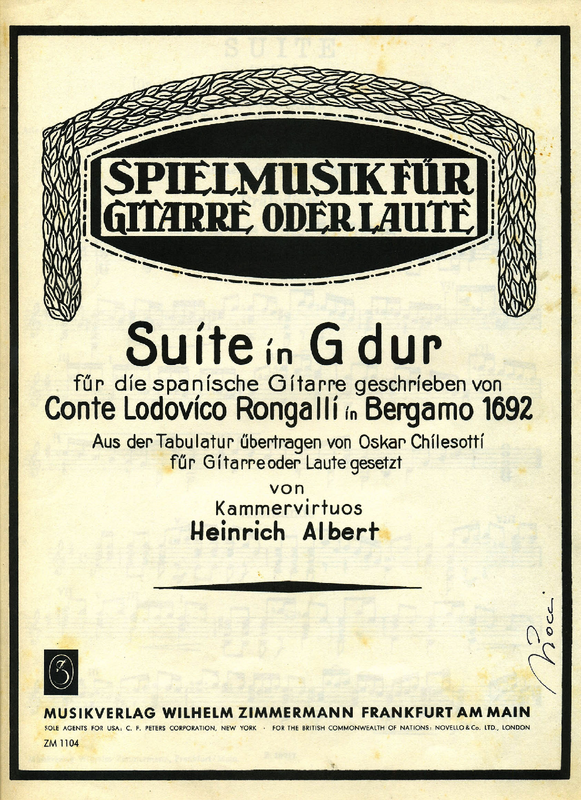 SUITE
SPIELMUSIK FÜR
GITARRE ODER LAUTE
Suite in G dur
für die spanische Gitarre geschrieben von
Conte Lodovico Rongalli in Bergamo 1692
Aus der Tabulatur übertragen von Oskar Chilesotti
für Gitarre oder Laute gesetzt
von
Kammervirtuos
Heinrich Albert
3
MUSIKVERLAG WILHELM ZIMMERMANN FRANKFURT AM MAIN
SOLE AGENTS FOR USA: C. F. PETERS CORPORATION, NEW YORK · FOR THE BRITISH COMMONWEALTH OF NATIONS: NOVELLO & Co. LTD., LONDON
ZM 1104